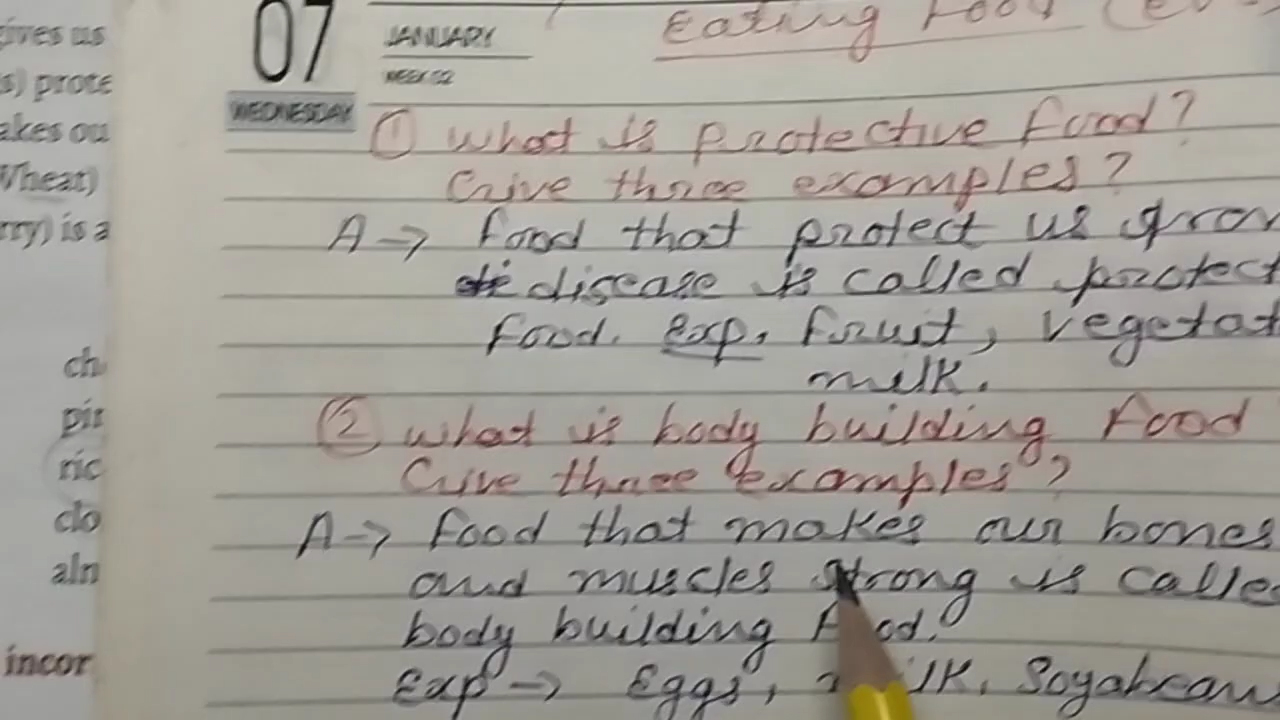 gives us
s) prote
akes ou
Wheat)
rry) is a
ch
pin
ric
clo
aln
incor
07
JANUARY
WEEK 02
WEDNESDAY
Eating Food
① What is protective food?
Give three examples?
A → Food that protect us from
disease is called protect
food. Exp. Fruit, Vegetab
milk.
② What is body building food
Give three examples?
A → Food that makes our bones
and muscles strong is calle
body building food.
Exp → Eggs, milk, Soyabean